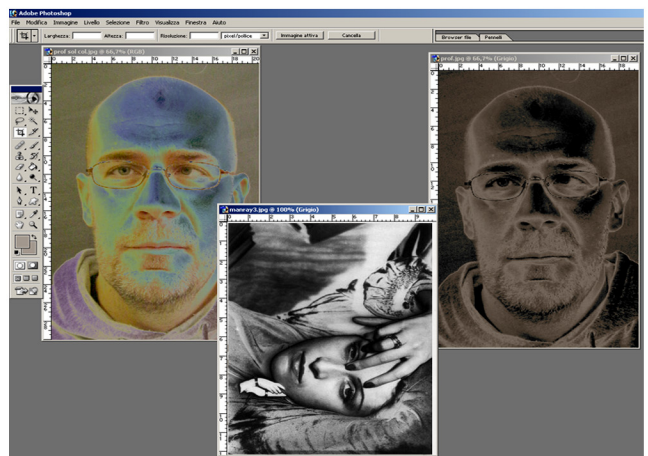 Adobe Photoshop
File Modifica Immagine Livello Selezione Filtro Visualizza Finestra Aiuto
Larghezza: Altezza: Risoluzione: pixel/pollice Immagine attiva Cancella
Browser file Pennelli
prof sol col.jpg @ 66,7% (RGB)
prof.jpg @ 66,7% (Grigio)
manray3.jpg @ 100% (Grigio)